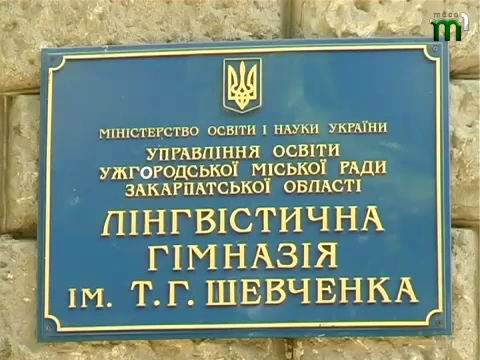 МІНІСТЕРСТВО ОСВІТИ І НАУКИ УКРАЇНИ
УПРАВЛІННЯ ОСВІТИ
УЖГОРОДСЬКОЇ МІСЬКОЇ РАДИ
ЗАКАРПАТСЬКОЇ ОБЛАСТІ
ЛІНГВІСТИЧНА
ГІМНАЗІЯ
ІМ. Т.Г. ШЕВЧЕНКА